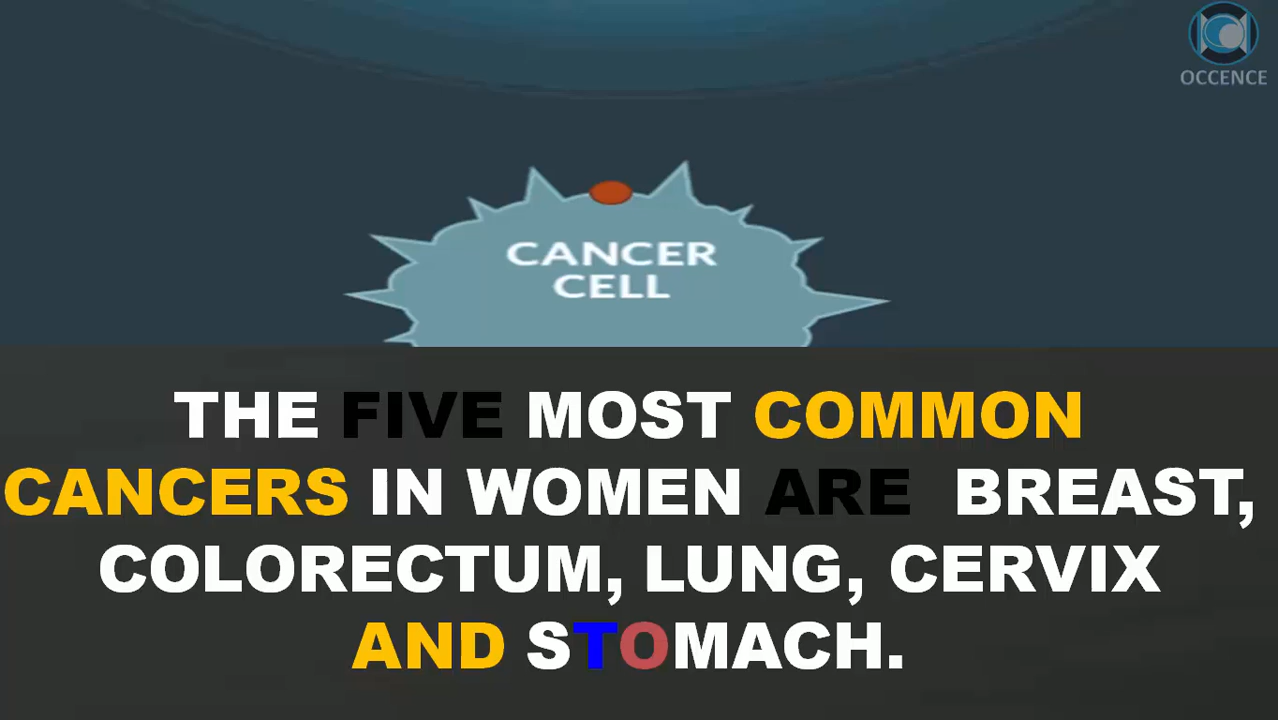 OCCENCE
CANCER
CELL
THE FIVE MOST COMMON
CANCERS IN WOMEN ARE BREAST,
COLORECTUM, LUNG, CERVIX
AND STOMACH.